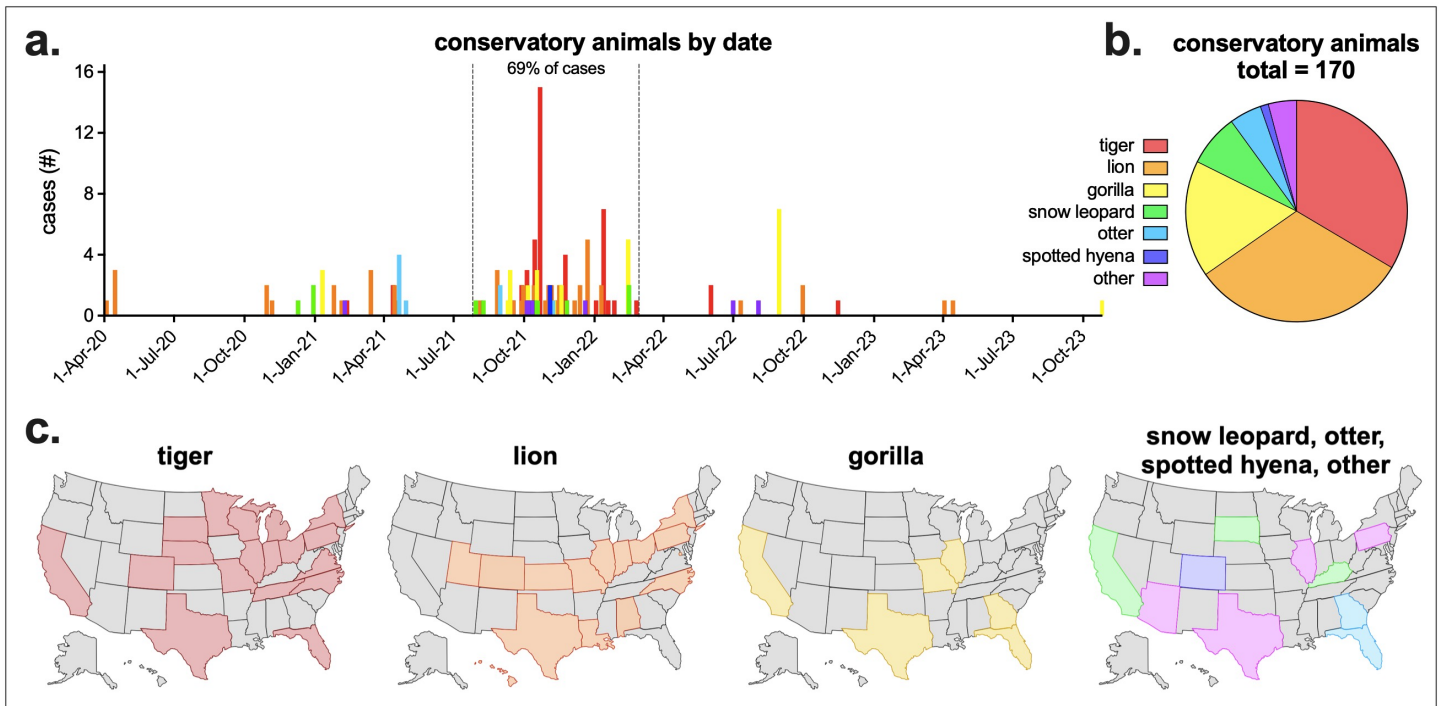 a.
conservatory animals by date
69% of cases
cases (#)
16
12
8
4
0
1-Apr-20
1-Jul-20
1-Oct-20
1-Jan-21
1-Apr-21
1-Jul-21
1-Oct-21
1-Jan-22
1-Apr-22
1-Jul-22
1-Oct-22
1-Jan-23
1-Apr-23
1-Jul-23
1-Oct-23
b.
conservatory animals
total = 170
tiger
lion
gorilla
snow leopard
otter
spotted hyena
other
c.
tiger
lion
gorilla
snow leopard, otter,
spotted hyena, other